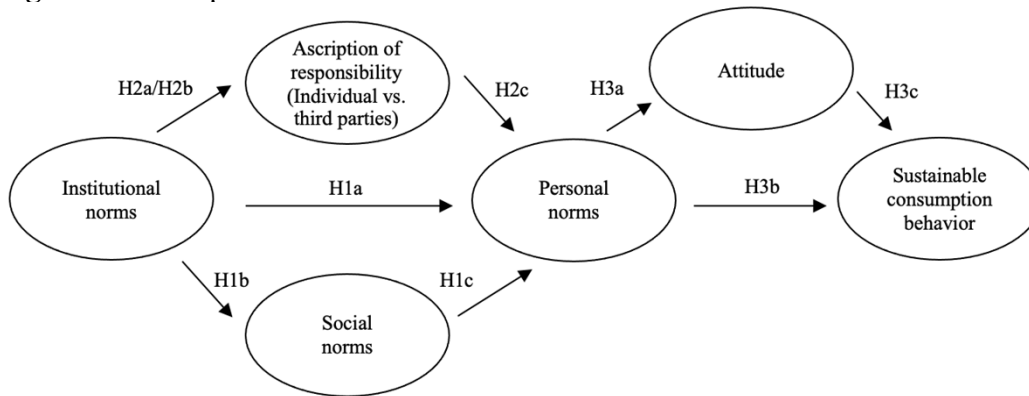 Ascription of
responsibility
(Individual vs.
third parties)
Attitude
H2a/H2b
H2c
H3a
H3c
Institutional
norms
H1a
Personal
norms
H3b
Sustainable
consumption
behavior
H1b
H1c
Social
norms